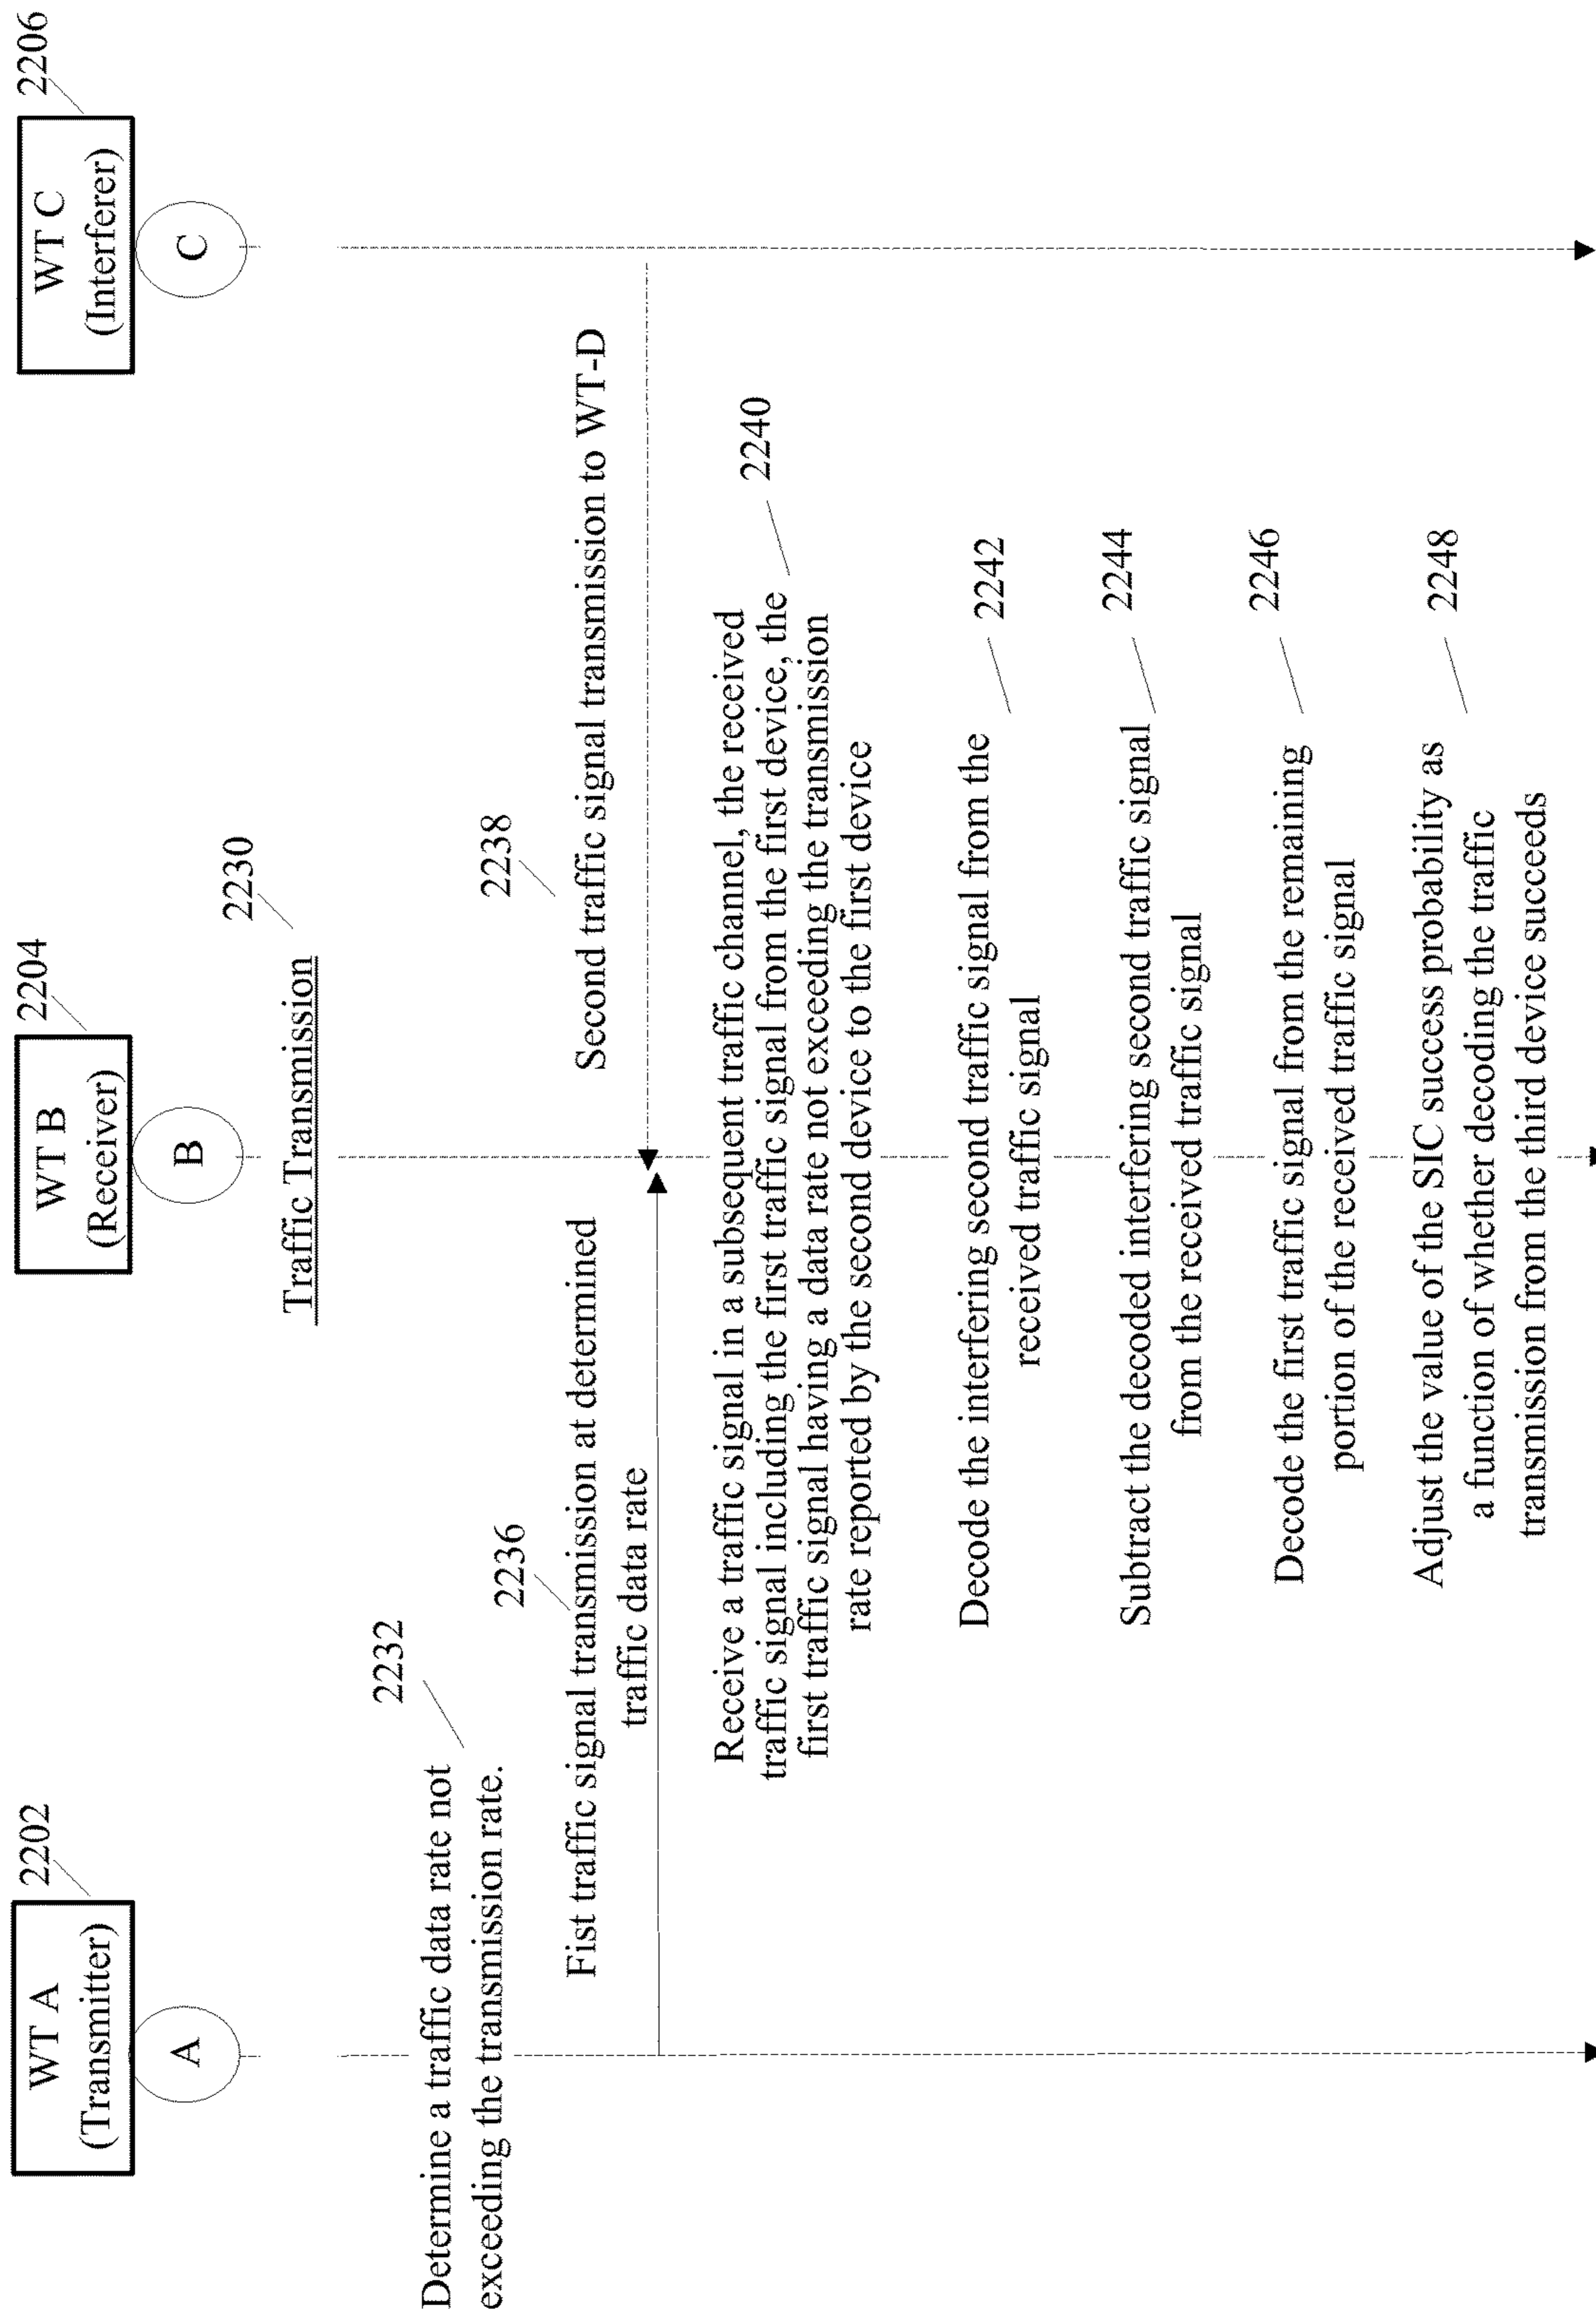 2202
WT A
(Transmitter)
A
2204
WT B
(Receiver)
B
2206
WT C
(Interferer)
C
2230
Traffic Transmission
2232
Determine a traffic data rate not
exceeding the transmission rate.
2236
Fist traffic signal transmission at determined
traffic data rate
2238
Second traffic signal transmission to WT-D
2240
Receive a traffic signal in a subsequent traffic channel, the received
traffic signal including the first traffic signal from the first device, the
first traffic signal having a data rate not exceeding the transmission
rate reported by the second device to the first device
2242
Decode the interfering second traffic signal from the
received traffic signal
2244
Subtract the decoded interfering second traffic signal
from the received traffic signal
2246
Decode the first traffic signal from the remaining
portion of the received traffic signal
2248
Adjust the value of the SIC success probability as
a function of whether decoding the traffic
transmission from the third device succeeds